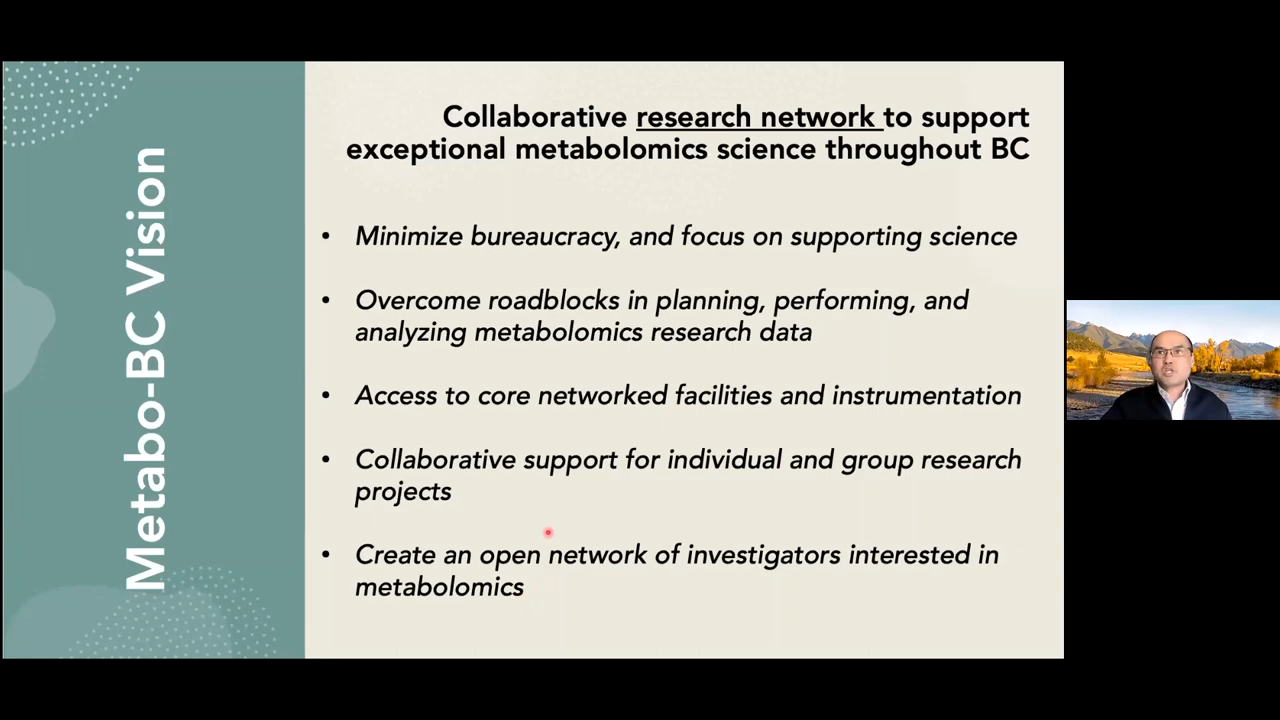 Metabo-BC Vision
Collaborative research network to support
exceptional metabolomics science throughout BC
• Minimize bureaucracy, and focus on supporting science
• Overcome roadblocks in planning, performing, and
analyzing metabolomics research data
• Access to core networked facilities and instrumentation
• Collaborative support for individual and group research
projects
• Create an open network of investigators interested in
metabolomics